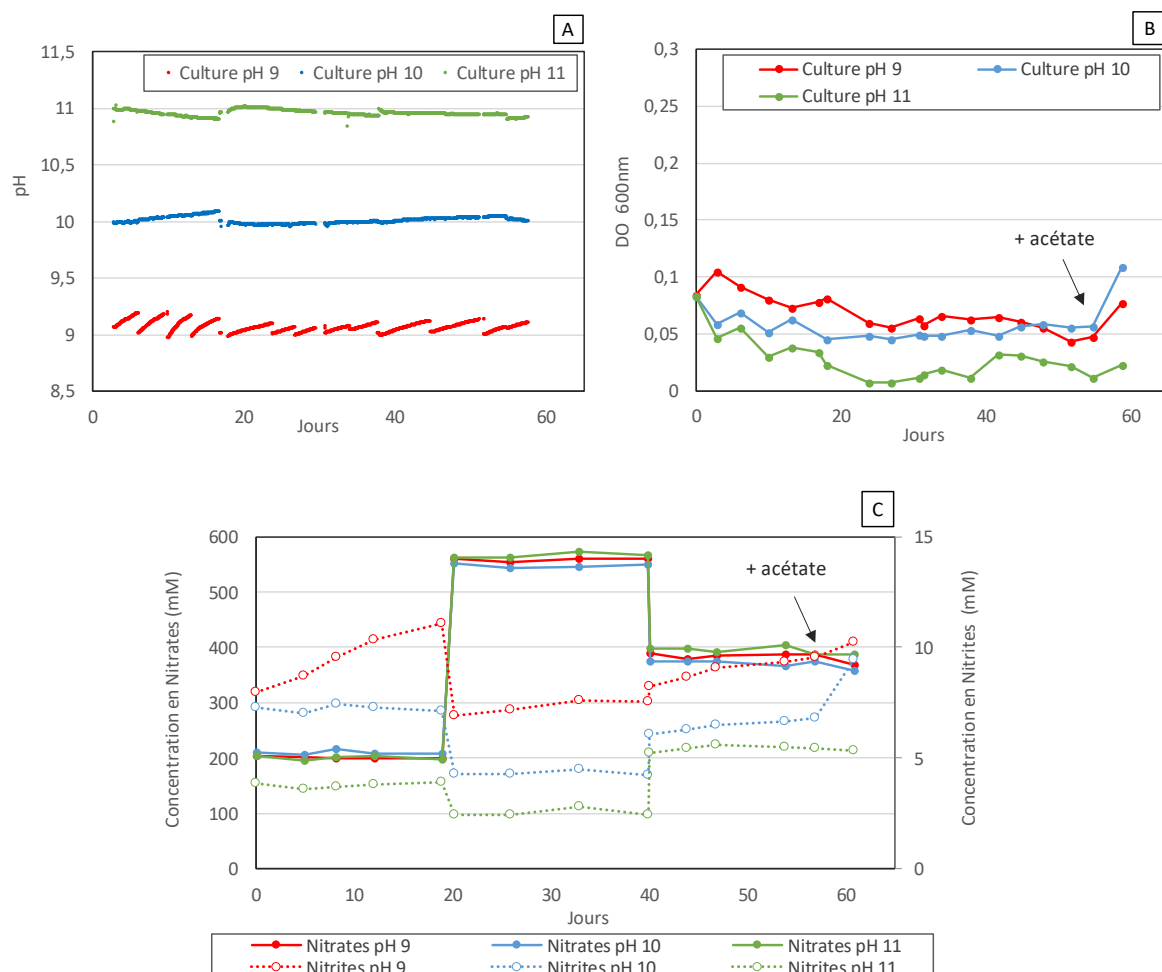 A
11,5
11
10,5
10
9,5
9
8,5
pH
Culture pH 9 Culture pH 10 Culture pH 11
0 20 40 60
Jours
B
0,3
0,25
0,2
0,15
0,1
0,05
0
DO 600nm
Culture pH 9 Culture pH 10
Culture pH 11
+ acétate
0 20 40 60
Jours
C
600
500
400
300
200
100
0
Concentration en Nitrates (mM)
+ acétate
15
10
5
0
Concentration en Nitrites (mM)
0 10 20 30 40 50 60
Jours
Nitrates pH 9 Nitrates pH 10 Nitrates pH 11
Nitrites pH 9 Nitrites pH 10 Nitrites pH 11